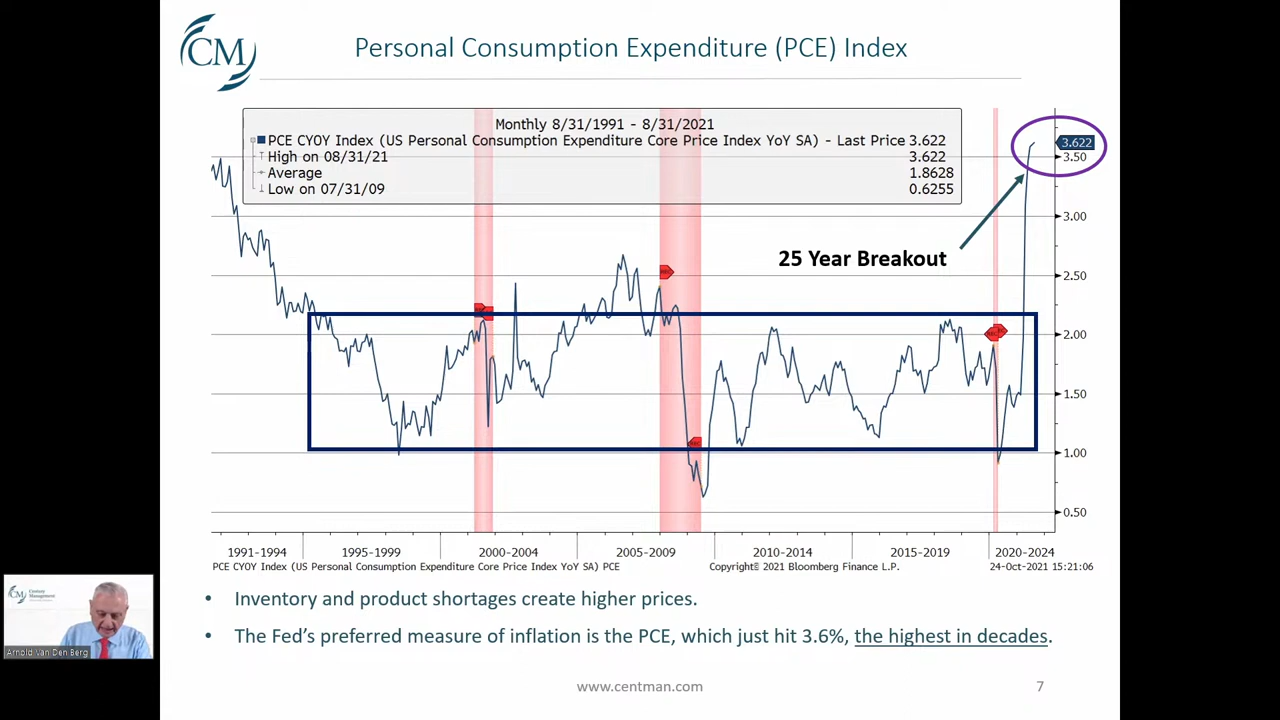 CM
Personal Consumption Expenditure (PCE) Index
Monthly 8/31/1991 - 8/31/2021
PCE CYOY Index (US Personal Consumption Expenditure Core Price Index YoY SA) - Last Price 3.622
High on 08/31/21 3.622
Average 1.8628
Low on 07/31/09 0.6255
3.622
3.50
3.00
25 Year Breakout
2.50
2.00
1.50
1.00
0.50
1991-1994 1995-1999 2000-2004 2005-2009 2010-2014 2015-2019 2020-2024
PCE CYOY Index (US Personal Consumption Expenditure Core Price Index YoY SA) PCE Copyright© 2021 Bloomberg Finance L.P. 24-Oct-2021 15:21:06
• Inventory and product shortages create higher prices.
• The Fed's preferred measure of inflation is the PCE, which just hit 3.6%, the highest in decades.
CM Century Management
Arnold Van Den Berg
www.centman.com 7